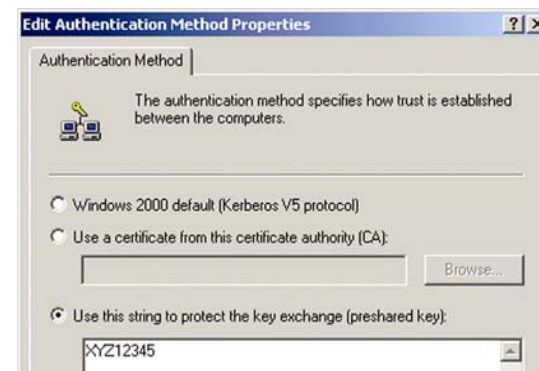 Edit Authentication Method Properties
Authentication Method
The authentication method specifies how trust is established
between the computers.
Windows 2000 default (Kerberos V5 protocol)
Use a certificate from this certificate authority (CA):
Browse...
Use this string to protect the key exchange (preshared key):
XYZ12345